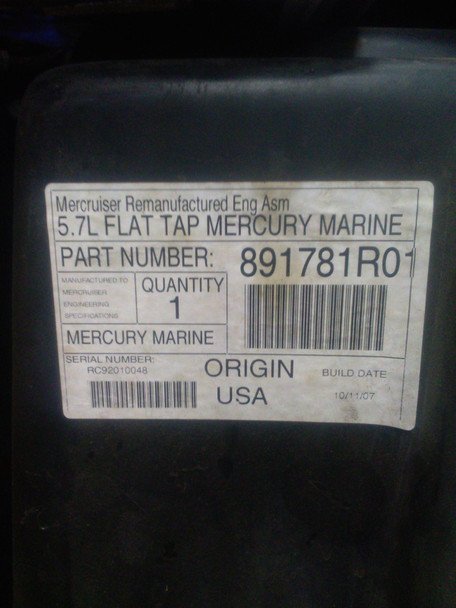 Mercruiser Remanufactured Eng Asm
5.7L FLAT TAP MERCURY MARINE
PART NUMBER: 891781R01
MANUFACTURED TO
MERCRUISER
ENGINEERING
SPECIFICATIONS
QUANTITY
1
MERCURY MARINE
SERIAL NUMBER:
RC92010048
ORIGIN
USA
BUILD DATE
10/11/07